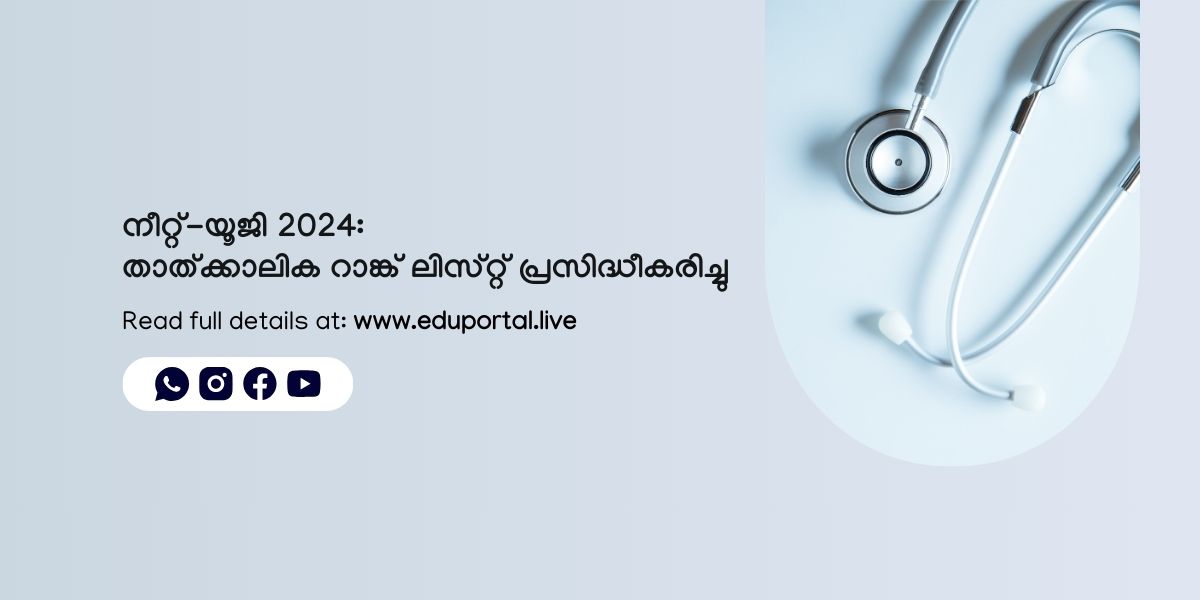 നീറ്റ്-യൂജി 2024:
താത്ക്കാലിക റാങ്ക് ലിസ്റ്റ് പ്രസിദ്ധീകരിച്ചു
Read full details at: www.eduportal.live